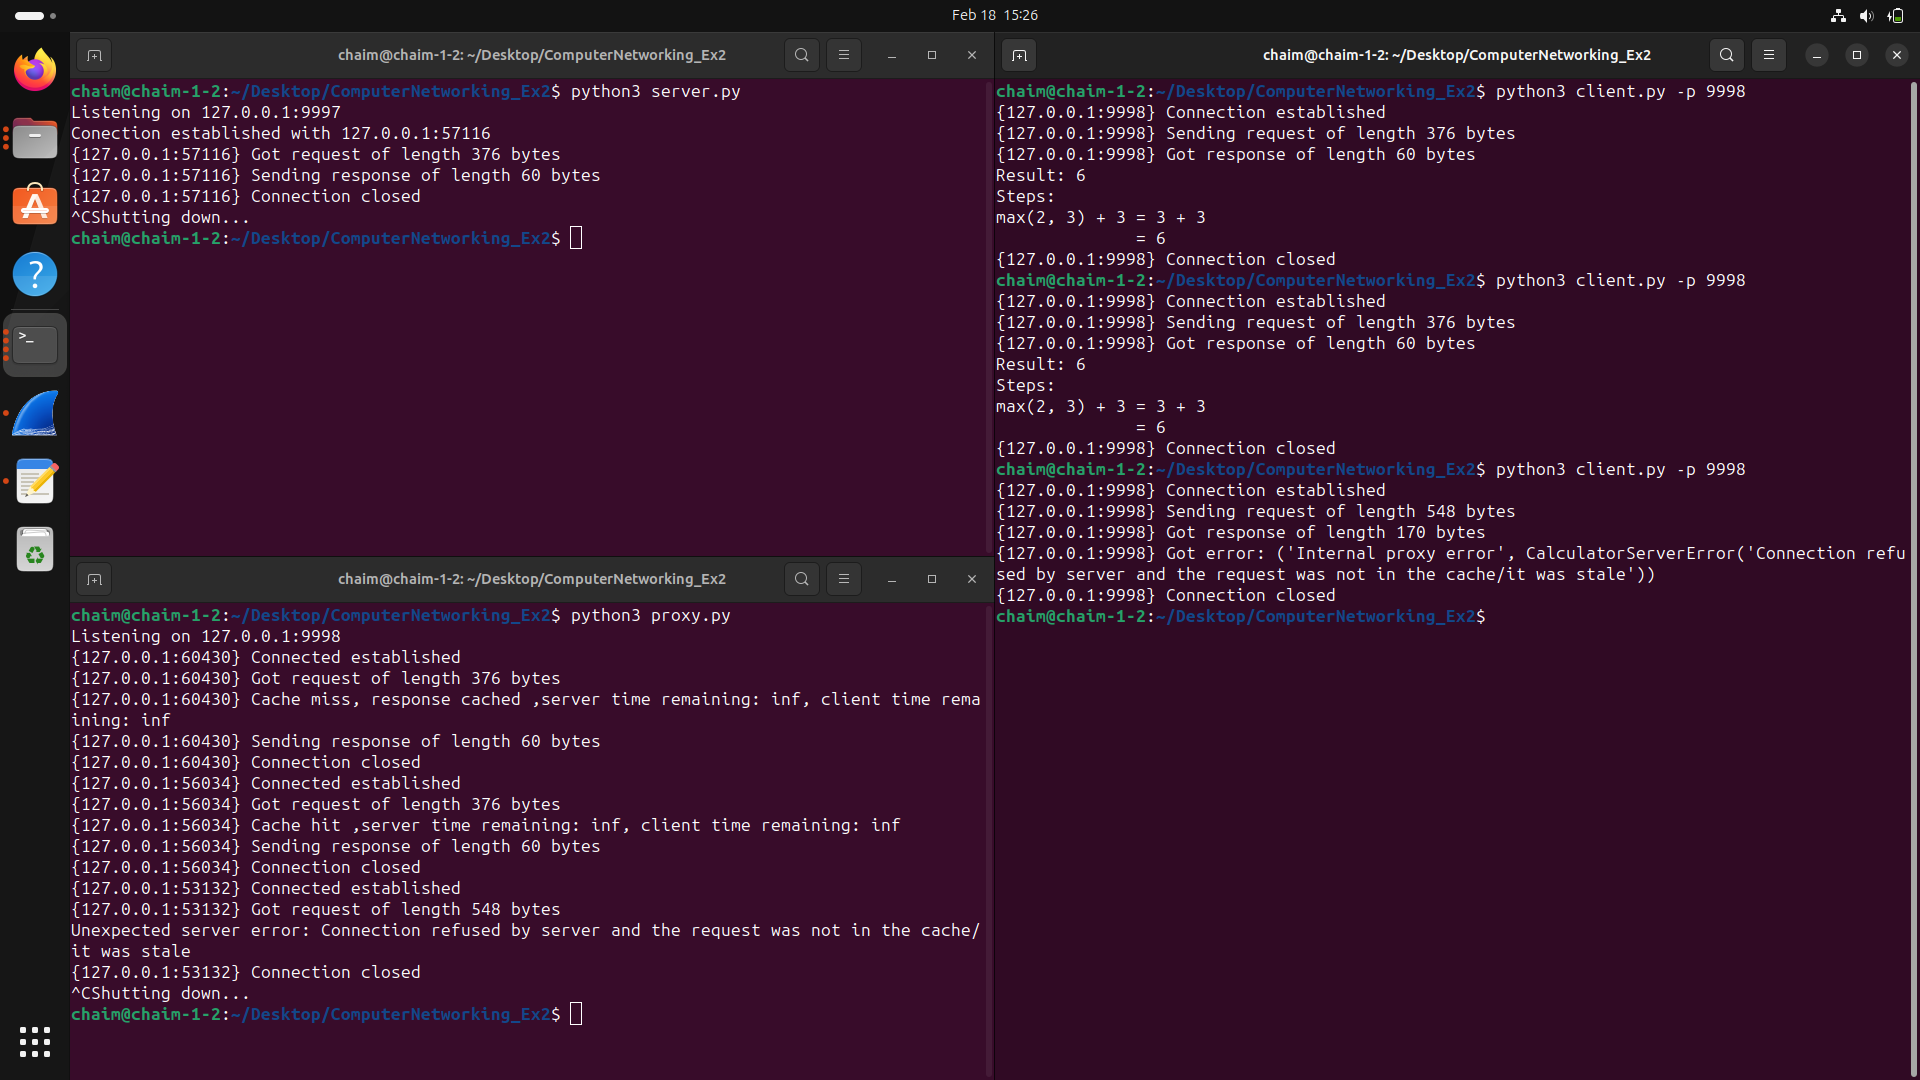 Feb 18 15:26
chaim@chaim-1-2: ~/Desktop/ComputerNetworking_Ex2
chaim@chaim-1-2:~/Desktop/ComputerNetworking_Ex2$ python3 server.py
Listening on 127.0.0.1:9997
Conection established with 127.0.0.1:57116
{127.0.0.1:57116} Got request of length 376 bytes
{127.0.0.1:57116} Sending response of length 60 bytes
{127.0.0.1:57116} Connection closed
^CShutting down...
chaim@chaim-1-2:~/Desktop/ComputerNetworking_Ex2$
chaim@chaim-1-2: ~/Desktop/ComputerNetworking_Ex2
chaim@chaim-1-2:~/Desktop/ComputerNetworking_Ex2$ python3 proxy.py
Listening on 127.0.0.1:9998
{127.0.0.1:60430} Connected established
{127.0.0.1:60430} Got request of length 376 bytes
{127.0.0.1:60430} Cache miss, response cached ,server time remaining: inf, client time rema
ining: inf
{127.0.0.1:60430} Sending response of length 60 bytes
{127.0.0.1:60430} Connection closed
{127.0.0.1:56034} Connected established
{127.0.0.1:56034} Got request of length 376 bytes
{127.0.0.1:56034} Cache hit ,server time remaining: inf, client time remaining: inf
{127.0.0.1:56034} Sending response of length 60 bytes
{127.0.0.1:56034} Connection closed
{127.0.0.1:53132} Connected established
{127.0.0.1:53132} Got request of length 548 bytes
Unexpected server error: Connection refused by server and the request was not in the cache/
it was stale
{127.0.0.1:53132} Connection closed
^CShutting down...
chaim@chaim-1-2:~/Desktop/ComputerNetworking_Ex2$
chaim@chaim-1-2: ~/Desktop/ComputerNetworking_Ex2
chaim@chaim-1-2:~/Desktop/ComputerNetworking_Ex2$ python3 client.py -p 9998
{127.0.0.1:9998} Connection established
{127.0.0.1:9998} Sending request of length 376 bytes
{127.0.0.1:9998} Got response of length 60 bytes
Result: 6
Steps:
max(2, 3) + 3 = 3 + 3
              = 6
{127.0.0.1:9998} Connection closed
chaim@chaim-1-2:~/Desktop/ComputerNetworking_Ex2$ python3 client.py -p 9998
{127.0.0.1:9998} Connection established
{127.0.0.1:9998} Sending request of length 376 bytes
{127.0.0.1:9998} Got response of length 60 bytes
Result: 6
Steps:
max(2, 3) + 3 = 3 + 3
              = 6
{127.0.0.1:9998} Connection closed
chaim@chaim-1-2:~/Desktop/ComputerNetworking_Ex2$ python3 client.py -p 9998
{127.0.0.1:9998} Connection established
{127.0.0.1:9998} Sending request of length 548 bytes
{127.0.0.1:9998} Got response of length 170 bytes
{127.0.0.1:9998} Got error: ('Internal proxy error', CalculatorServerError('Connection refu
sed by server and the request was not in the cache/it was stale'))
{127.0.0.1:9998} Connection closed
chaim@chaim-1-2:~/Desktop/ComputerNetworking_Ex2$